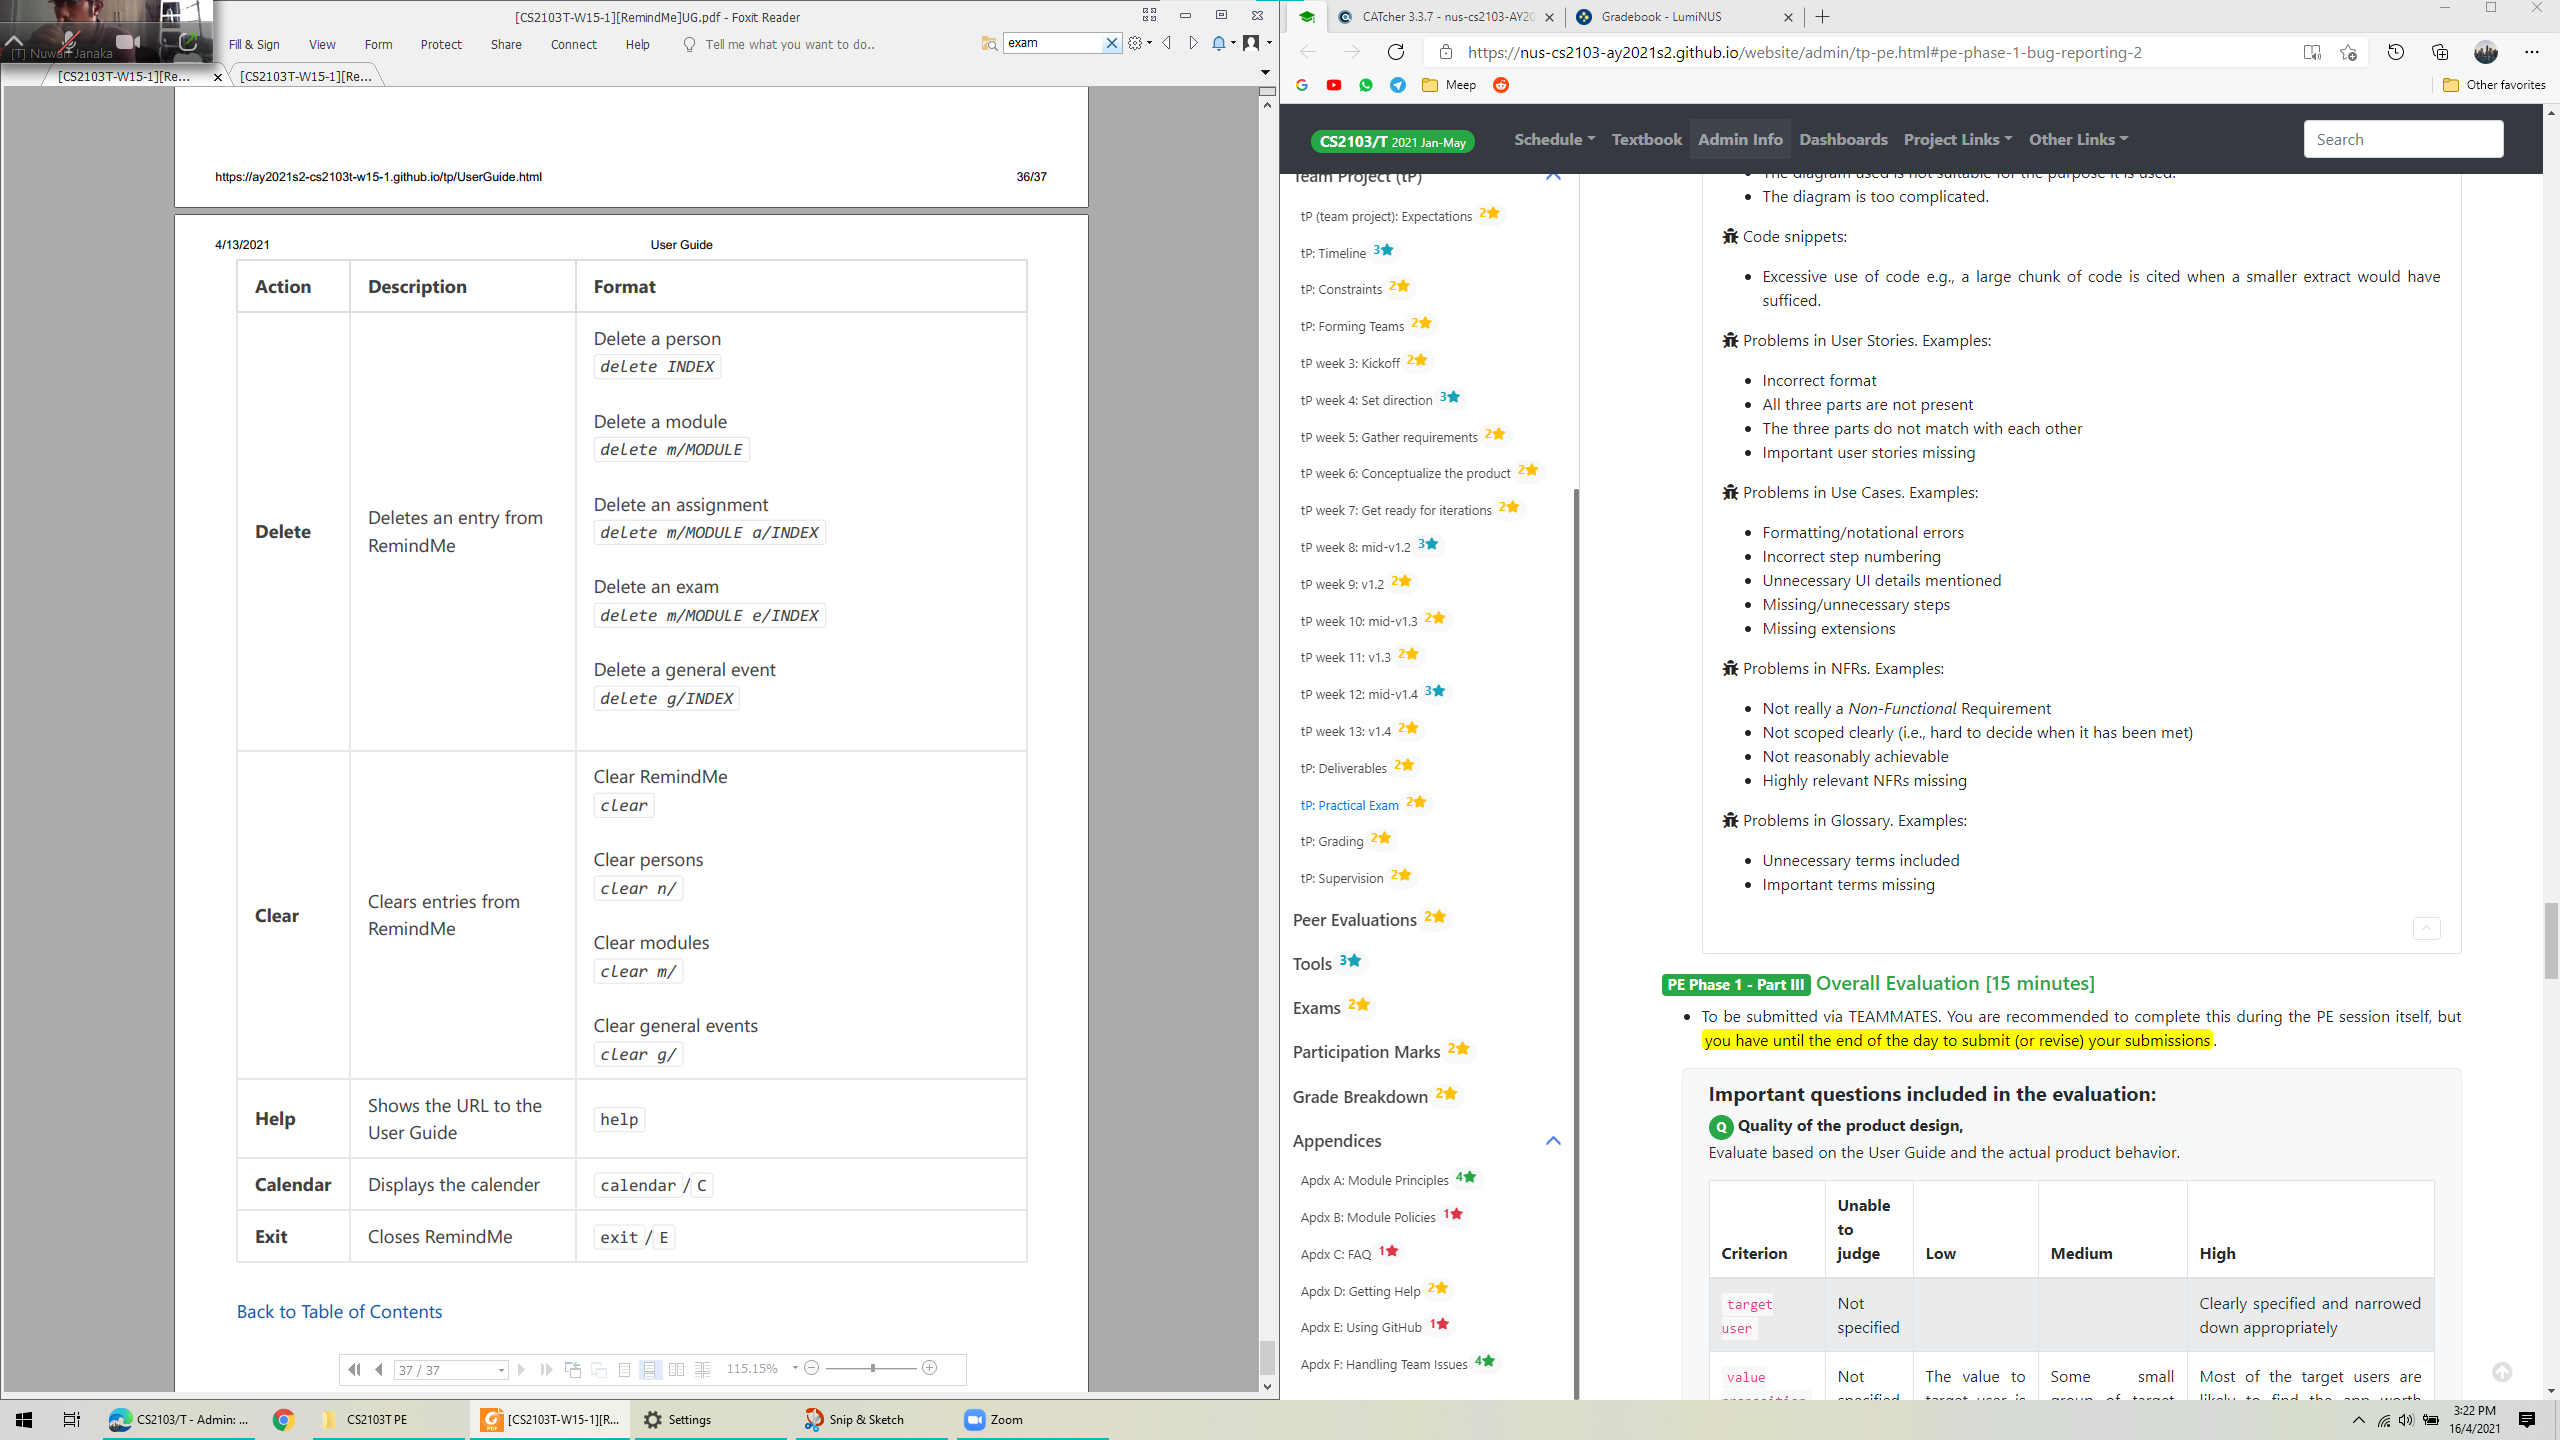 [CS2103T-W15-1][RemindMe]UG.pdf - Foxit Reader
[T] Nuwan Janaka
Fill & Sign View Form Protect Share Connect Help Tell me what you want to do.. exam
[CS2103T-W15-1][Re... [CS2103T-W15-1][Re...
https://ay2021s2-cs2103t-w15-1.github.io/tp/UserGuide.html 36/37
4/13/2021 User Guide
Action Description Format
Delete
Deletes an entry from
RemindMe
Delete a person
delete INDEX
Delete a module
delete m/MODULE
Delete an assignment
delete m/MODULE a/INDEX
Delete an exam
delete m/MODULE e/INDEX
Delete a general event
delete g/INDEX
Clear
Clears entries from
RemindMe
Clear RemindMe
clear
Clear persons
clear n/
Clear modules
clear m/
Clear general events
clear g/
Help
Shows the URL to the
User Guide
help
Calendar Displays the calender calendar / C
Exit Closes RemindMe exit / E
Back to Table of Contents
37 / 37 115.15%
CATcher 3.3.7 - nus-cs2103-AY20 Gradebook - LumiNUS
https://nus-cs2103-ay2021s2.github.io/website/admin/tp-pe.html#pe-phase-1-bug-reporting-2
Meep Other favorites
CS2103/T 2021 Jan-May Schedule Textbook Admin Info Dashboards Project Links Other Links Search
Team Project (tP)
tP (team project): Expectations 2
tP: Timeline 3
tP: Constraints 2
tP: Forming Teams 2
tP week 3: Kickoff 2
tP week 4: Set direction 3
tP week 5: Gather requirements 2
tP week 6: Conceptualize the product 2
tP week 7: Get ready for iterations 2
tP week 8: mid-v1.2 3
tP week 9: v1.2 2
tP week 10: mid-v1.3 2
tP week 11: v1.3 2
tP week 12: mid-v1.4 3
tP week 13: v1.4 2
tP: Deliverables 2
tP: Practical Exam 2
tP: Grading 2
tP: Supervision 2
Peer Evaluations 2
Tools 3
Exams 2
Participation Marks 2
Grade Breakdown 2
Appendices
Apdx A: Module Principles 4
Apdx B: Module Policies 1
Apdx C: FAQ 1
Apdx D: Getting Help 2
Apdx E: Using GitHub 1
Apdx F: Handling Team Issues 4
The diagram used is not suitable for the purpose it is used.
The diagram is too complicated.
Code snippets:
Excessive use of code e.g., a large chunk of code is cited when a smaller extract would have
sufficed.
Problems in User Stories. Examples:
Incorrect format
All three parts are not present
The three parts do not match with each other
Important user stories missing
Problems in Use Cases. Examples:
Formatting/notational errors
Incorrect step numbering
Unnecessary UI details mentioned
Missing/unnecessary steps
Missing extensions
Problems in NFRs. Examples:
Not really a Non-Functional Requirement
Not scoped clearly (i.e., hard to decide when it has been met)
Not reasonably achievable
Highly relevant NFRs missing
Problems in Glossary. Examples:
Unnecessary terms included
Important terms missing
PE Phase 1 - Part III Overall Evaluation [15 minutes]
To be submitted via TEAMMATES. You are recommended to complete this during the PE session itself, but
you have until the end of the day to submit (or revise) your submissions.
Important questions included in the evaluation:
Q Quality of the product design,
Evaluate based on the User Guide and the actual product behavior.
Criterion
Unable
to
judge
Low Medium High
target
user
Not
specified
Clearly specified and narrowed
down appropriately
value Not The value to Some small Most of the target users are
CS2103/T - Admin: ... CS2103T PE [CS2103T-W15-1][R... Settings Snip & Sketch Zoom
3:22 PM
16/4/2021